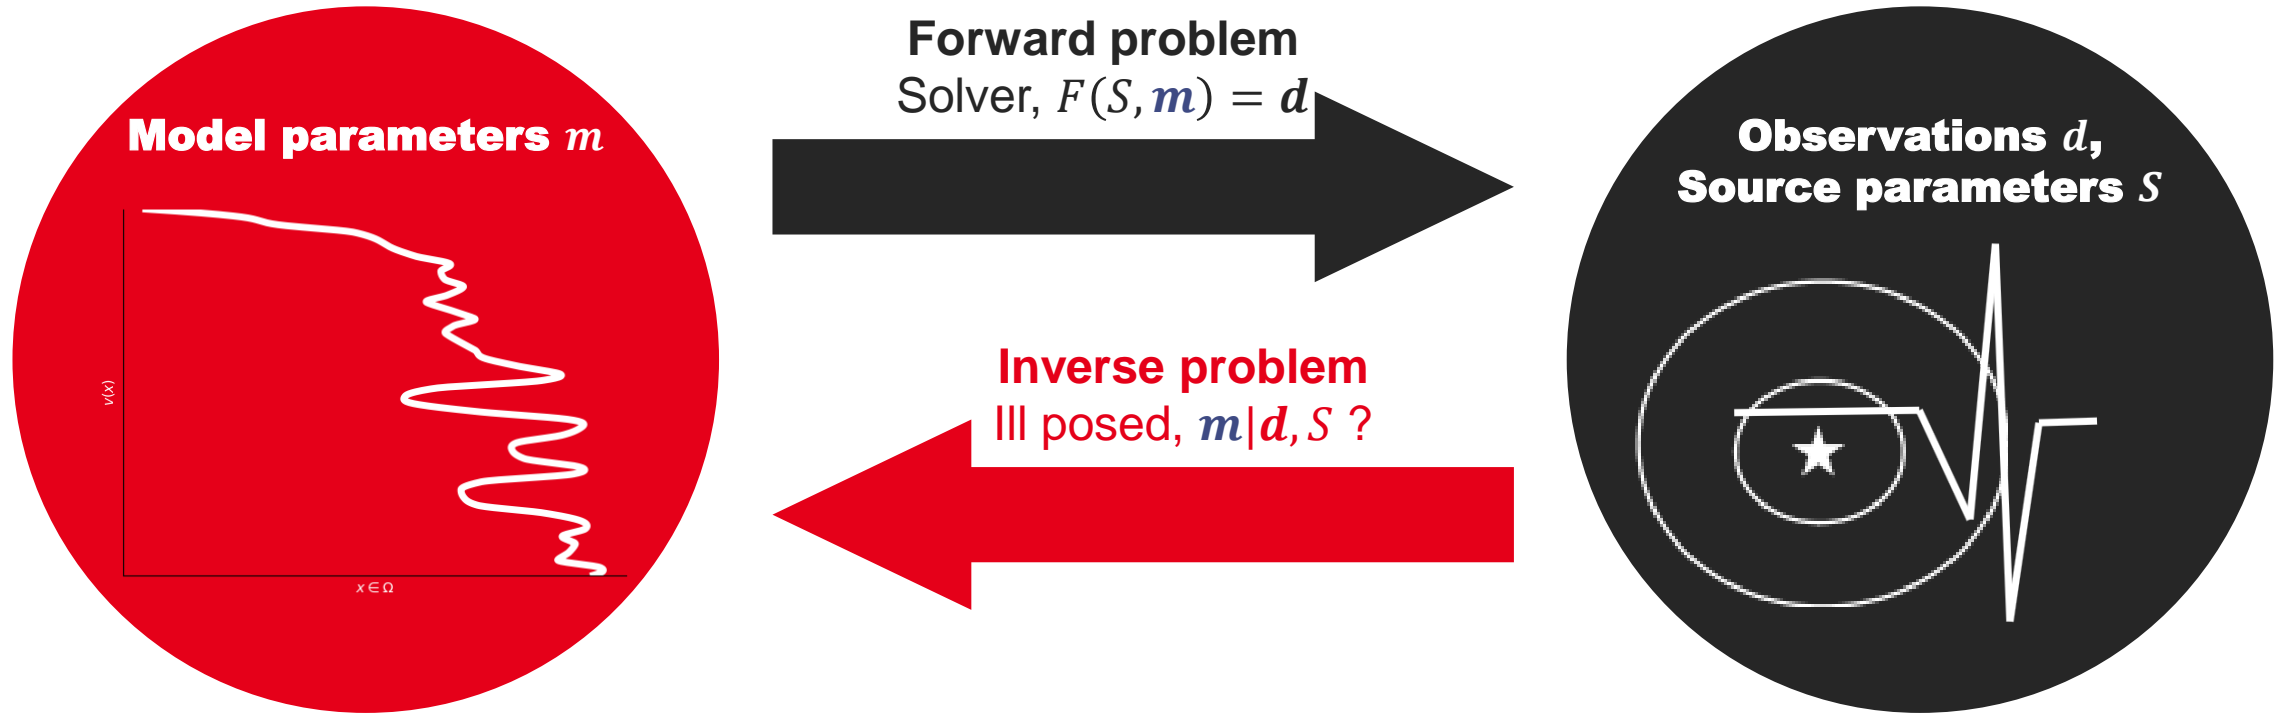 Model parameters m
v(x)
x ∈ Ω
Forward problem
Solver, F(S, m) = d
Inverse problem
Ill posed, m|d, S ?
Observations d,
Source parameters S